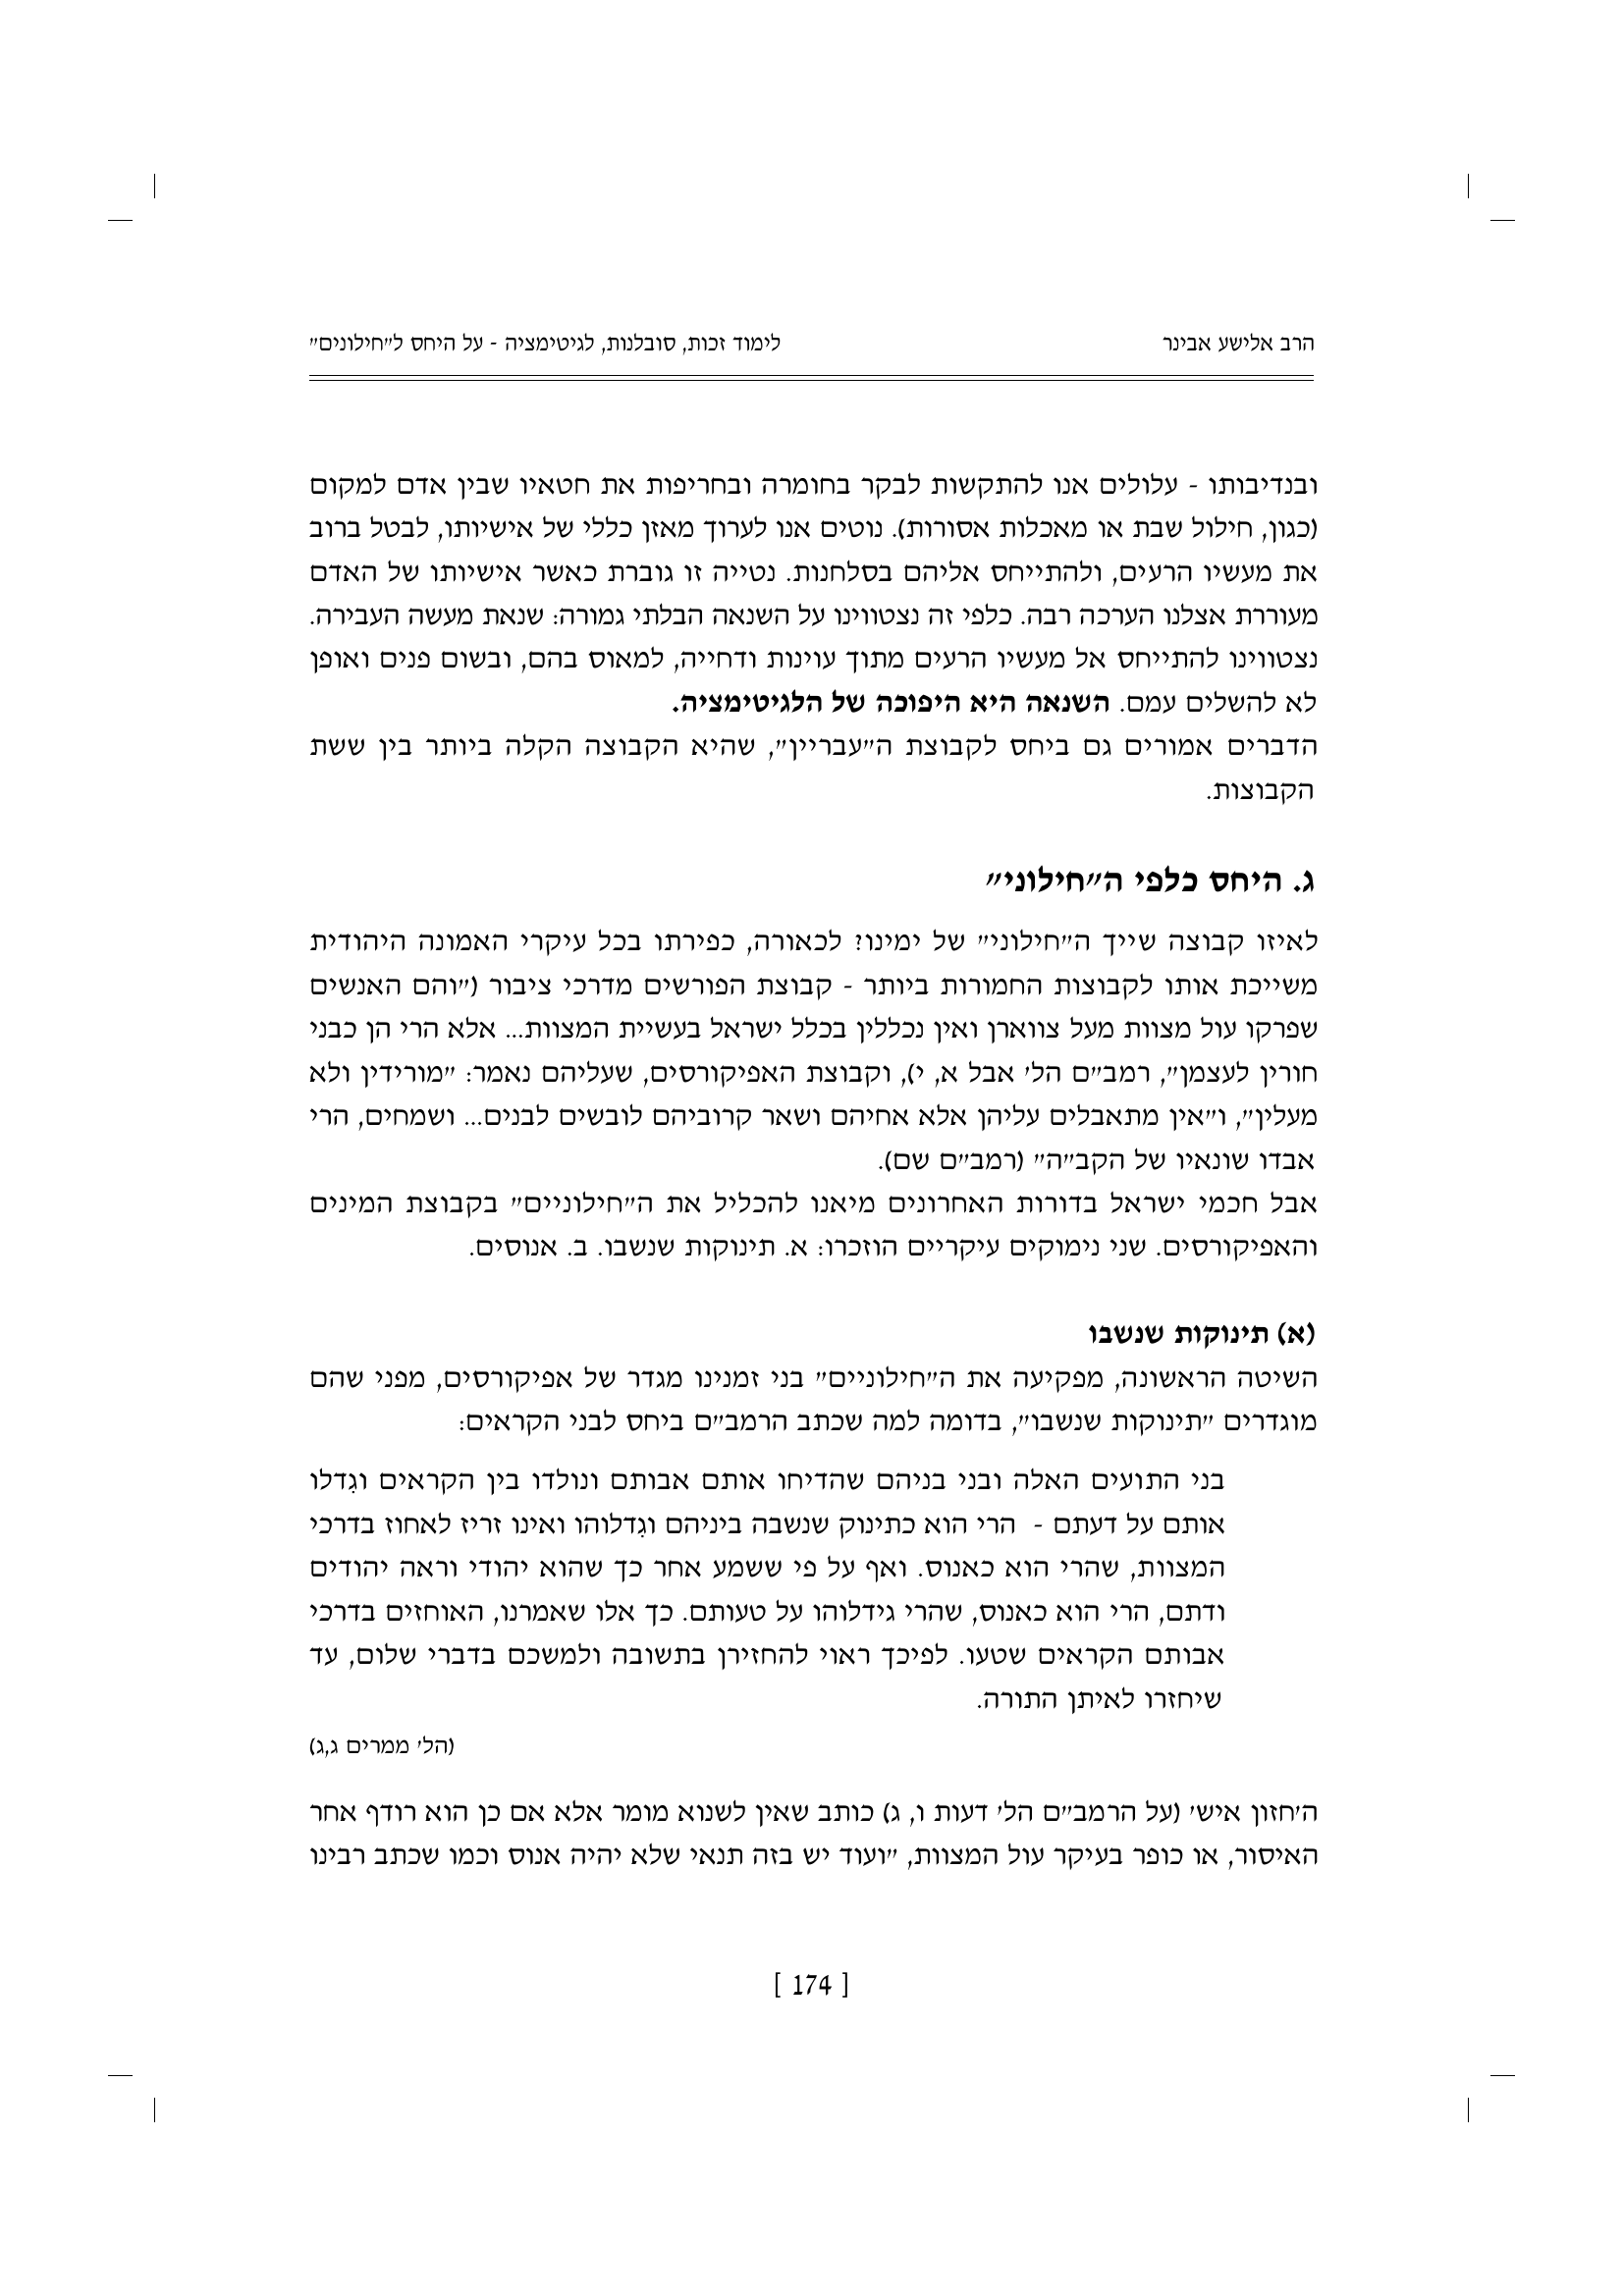 הרב אלישע אבינר לימוד זכות, סובלנות, לגיטימציה - על היחס ל״חילונים״
ובנדיבותו - עלולים אנו להתקשות לבקר בחומרה ובחריפות את חטאיו שבין אדם למקום
(כגון, חילול שבת או מאכלות אסורות). נוטים אנו לערוך מאזן כללי של אישיותו, לבטל ברוב
את מעשיו הרעים, ולהתייחס אליהם בסלחנות. נטייה זו גוברת כאשר אישיותו של האדם
מעוררת אצלנו הערכה רבה. כלפי זה נצטווינו על השנאה הבלתי גמורה: שנאת מעשה העבירה.
נצטווינו להתייחס אל מעשיו הרעים מתוך עוינות ודחייה, למאוס בהם, ובשום פנים ואופן
לא להשלים עמם. השנאה היא היפוכה של הלגיטימציה.
הדברים אמורים גם ביחס לקבוצת ה״עבריין״, שהיא הקבוצה הקלה ביותר בין ששת
הקבוצות.
ג. היחס כלפי ה״חילוני״
לאיזו קבוצה שייך ה״חילוני״ של ימינו? לכאורה, כפירתו בכל עיקרי האמונה היהודית
משייכת אותו לקבוצות החמורות ביותר - קבוצת הפורשים מדרכי ציבור (״והם האנשים
שפרקו עול מצוות מעל צווארן ואין נכללין בכלל ישראל בעשיית המצוות... אלא הרי הן כבני
חורין לעצמן״, רמב״ם הל׳ אבל א, י), וקבוצת האפיקורסים, שעליהם נאמר: ״מורידין ולא
מעלין״, ו״אין מתאבלים עליהן אלא אחיהם ושאר קרוביהם לובשים לבנים... ושמחים, הרי
אבדו שונאיו של הקב״ה״ (רמב״ם שם).
אבל חכמי ישראל בדורות האחרונים מיאנו להכליל את ה״חילוניים״ בקבוצת המינים
והאפיקורסים. שני נימוקים עיקריים הוזכרו: א. תינוקות שנשבו. ב. אנוסים.
(א) תינוקות שנשבו
השיטה הראשונה, מפקיעה את ה״חילוניים״ בני זמנינו מגדר של אפיקורסים, מפני שהם
מוגדרים ״תינוקות שנשבו״, בדומה למה שכתב הרמב״ם ביחס לבני הקראים:
בני התועים האלה ובני בניהם שהדיחו אותם אבותם ונולדו בין הקראים וגִדלו
אותם על דעתם - הרי הוא כתינוק שנשבה ביניהם וגִדלוהו ואינו זריז לאחוז בדרכי
המצוות, שהרי הוא כאנוס. ואף על פי ששמע אחר כך שהוא יהודי וראה יהודים
ודתם, הרי הוא כאנוס, שהרי גידלוהו על טעותם. כך אלו שאמרנו, האוחזים בדרכי
אבותם הקראים שטעו. לפיכך ראוי להחזירן בתשובה ולמשכם בדברי שלום, עד
שיחזרו לאיתן התורה.
(הל׳ ממרים ג,ג)
ה׳חזון איש׳ (על הרמב״ם הל׳ דעות ו, ג) כותב שאין לשנוא מומר אלא אם כן הוא רודף אחר
האיסור, או כופר בעיקר עול המצוות, ״ועוד יש בזה תנאי שלא יהיה אנוס וכמו שכתב רבינו
[ 174 ]